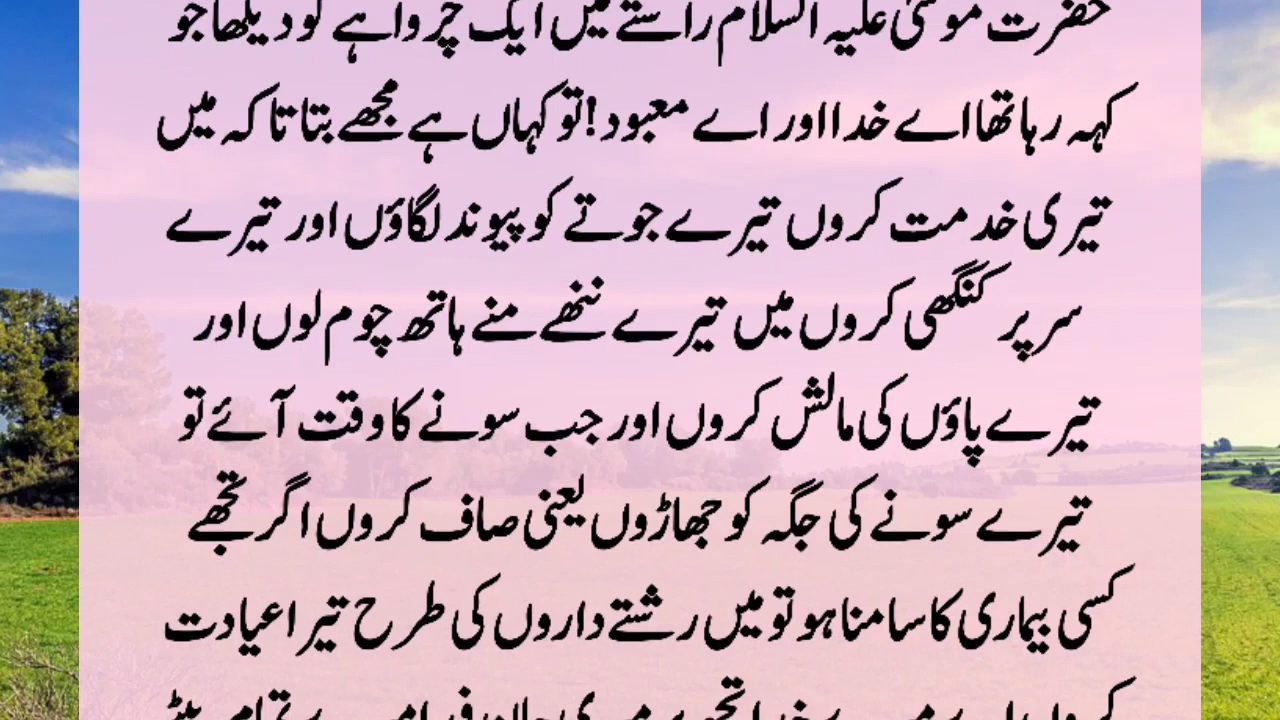 حضرت موسیٰ علیہ السلام راستے میں ایک چرواہے کو دیکھا جو
کہہ رہا تھا اے خدا اور اے معبود! تو کہاں ہے مجھے بتا تا کہ میں
تیری خدمت کروں تیرے جوتے کو پیوند لگاؤں اور تیرے
سر پر کنگھی کروں میں تیرے ننھے منے ہاتھ چوم لوں اور
تیرے پاؤں کی مالش کروں اور جب سونے کا وقت آئے تو
تیرے سونے کی جگہ کو جھاڑوں یعنی صاف کروں اگر تجھے
کسی بیماری کا سامنا ہو تو میں رشتے داروں کی طرح تیرا عیادت